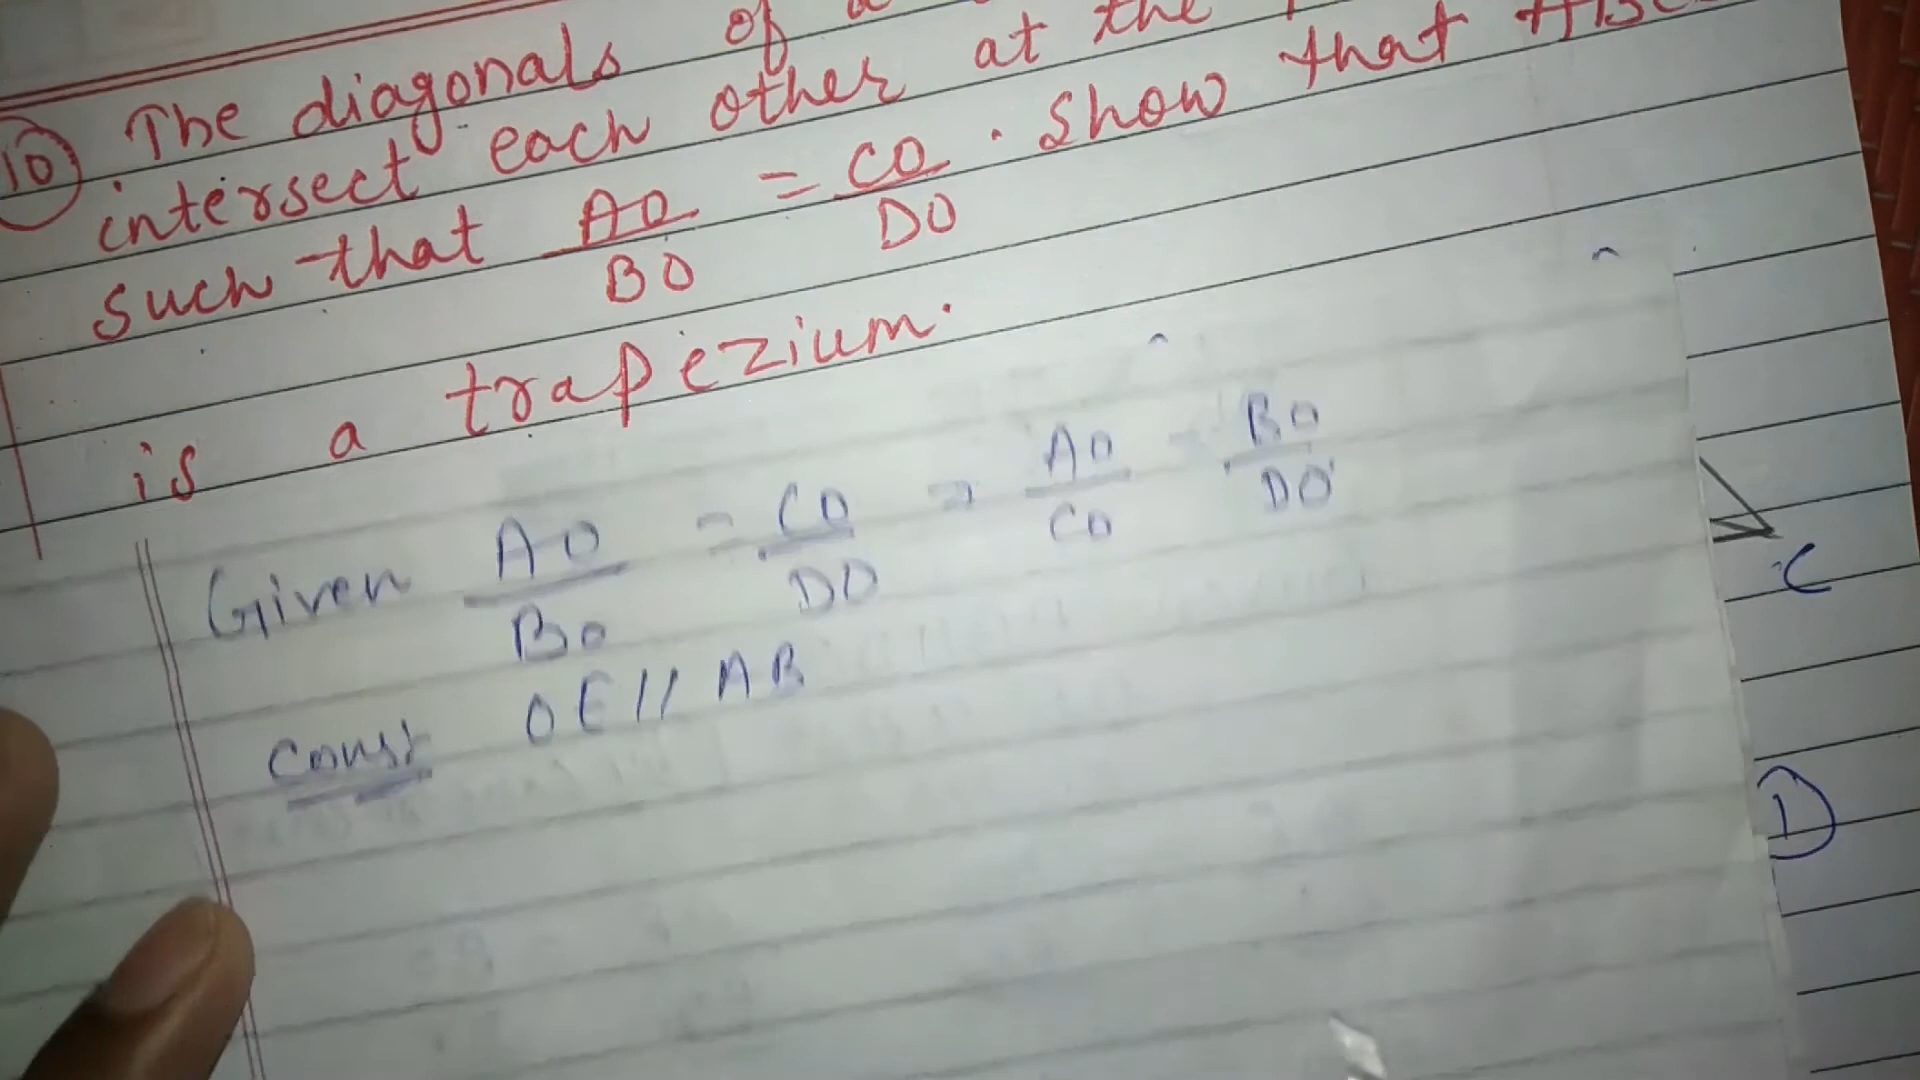 10 The diagonals of a
intersect each other at the
such that AO/BO = CO/DO . Show that
is a trapezium.
Given AO/BO = CO/DO = AO/CO = BO/DO
Const OE // AB
C
D